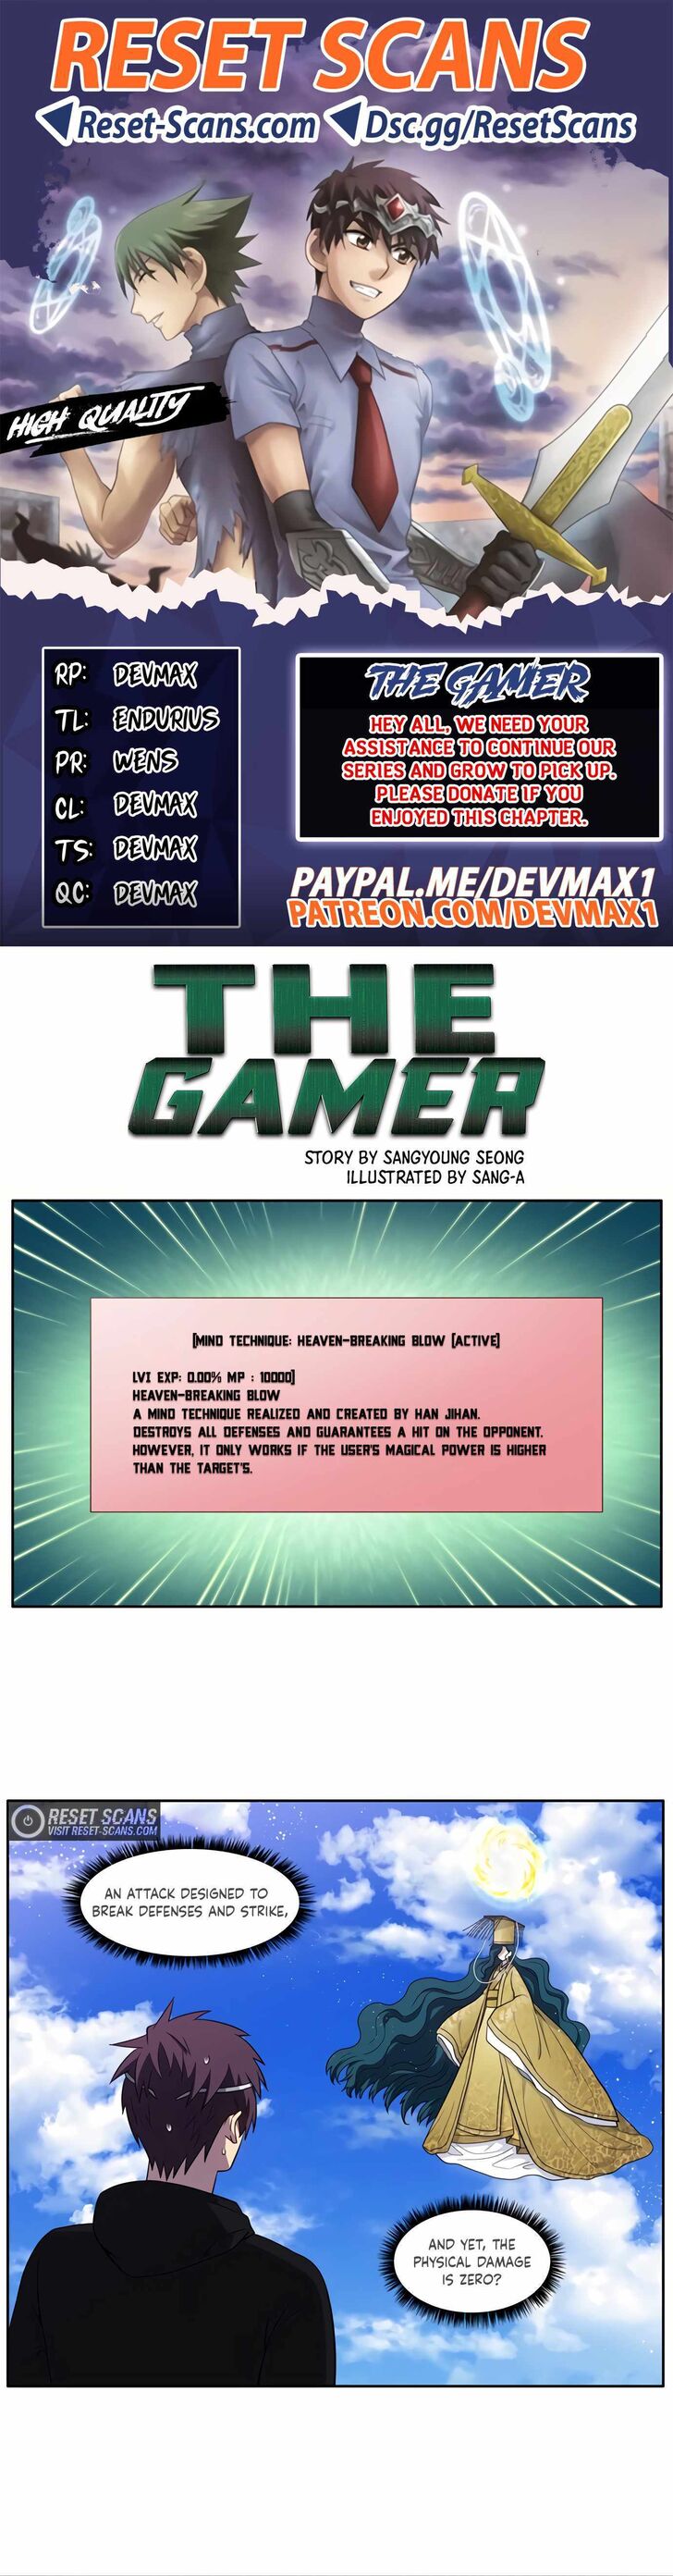 RESET SCANS
Reset-Scans.com Dsc.gg/ResetScans
HIGH QUALITY
RP: DEVMAX
TL: ENDURIUS
PR: WENS
CL: DEVMAX
TS: DEVMAX
QC: DEVMAX
THE GAMER
HEY ALL, WE NEED YOUR
ASSISTANCE TO CONTINUE OUR
SERIES AND GROW TO PICK UP.
PLEASE DONATE IF YOU
ENJOYED THIS CHAPTER.
PAYPAL.ME/DEVMAX1
PATREON.COM/DEVMAX1
THE
GAMER
STORY BY SANGYOUNG SEONG
ILLUSTRATED BY SANG-A
[MIND TECHNIQUE: HEAVEN-BREAKING BLOW [ACTIVE]
LV1 EXP: 0.00% MP : 10000]
HEAVEN-BREAKING BLOW
A MIND TECHNIQUE REALIZED AND CREATED BY HAN JIHAN.
DESTROYS ALL DEFENSES AND GUARANTEES A HIT ON THE OPPONENT.
HOWEVER, IT ONLY WORKS IF THE USER'S MAGICAL POWER IS HIGHER
THAN THE TARGET'S.
RESET SCANS
VISIT RESET-SCANS.COM
AN ATTACK DESIGNED TO
BREAK DEFENSES AND STRIKE,
AND YET, THE
PHYSICAL DAMAGE
IS ZERO?